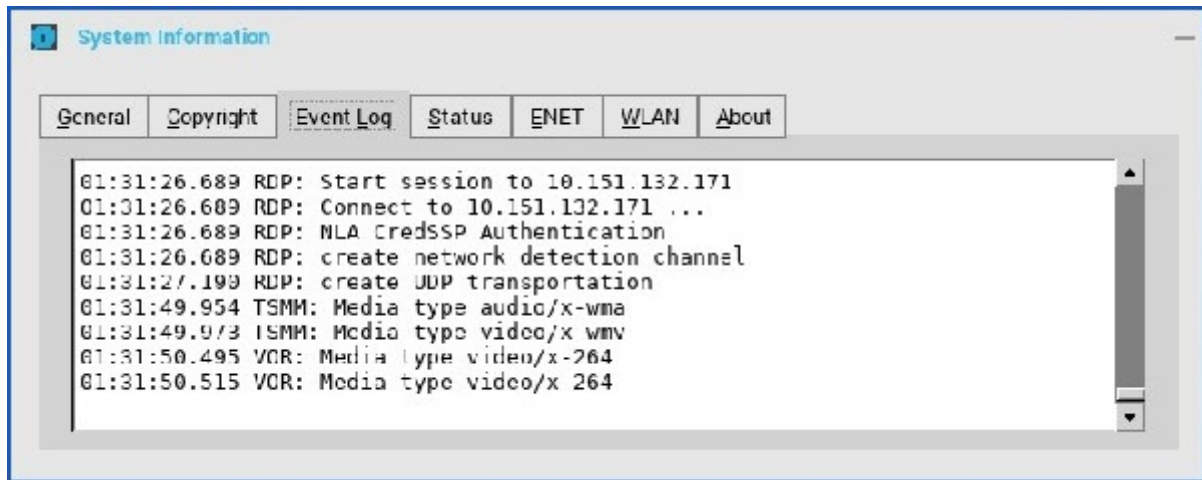 System Information
General Copyright Event Log Status ENET WLAN About
01:31:26.689 RDP: Start session to 10.151.132.171
01:31:26.689 RDP: Connect to 10.151.132.171 ...
01:31:26.689 RDP: NLA CredSSP Authentication
01:31:26.689 RDP: create network detection channel
01:31:27.190 RDP: create UDP transportation
01:31:49.954 TSMM: Media type audio/x-wma
01:31:49.973 TSMM: Media type video/x-wmv
01:31:50.495 VOR: Media type video/x-264
01:31:50.515 VOR: Media type video/x-264